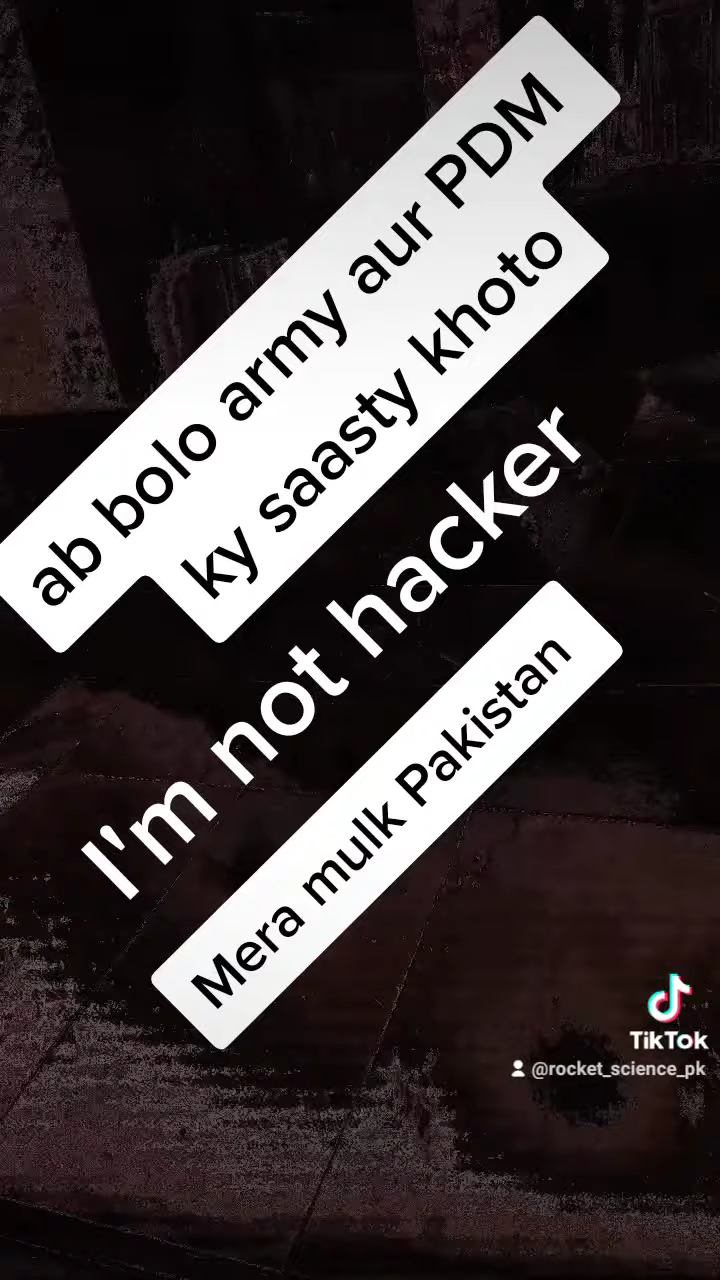 ab bolo army aur PDM
ky saasty khoto
I'm not hacker
Mera mulk Pakistan
TikTok
@rocket_science_pk